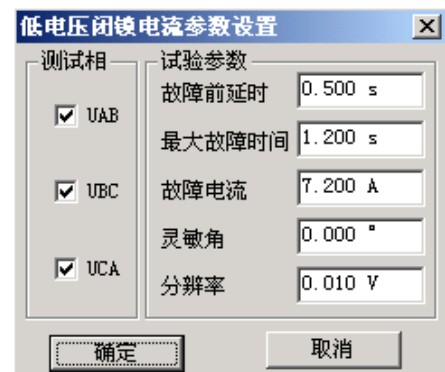 低电压闭锁电流参数设置
测试相
UAB
UBC
UCA
试验参数
故障前延时 0.500 s
最大故障时间 1.200 s
故障电流 7.200 A
灵敏角 0.000 °
分辨率 0.010 V
确定
取消